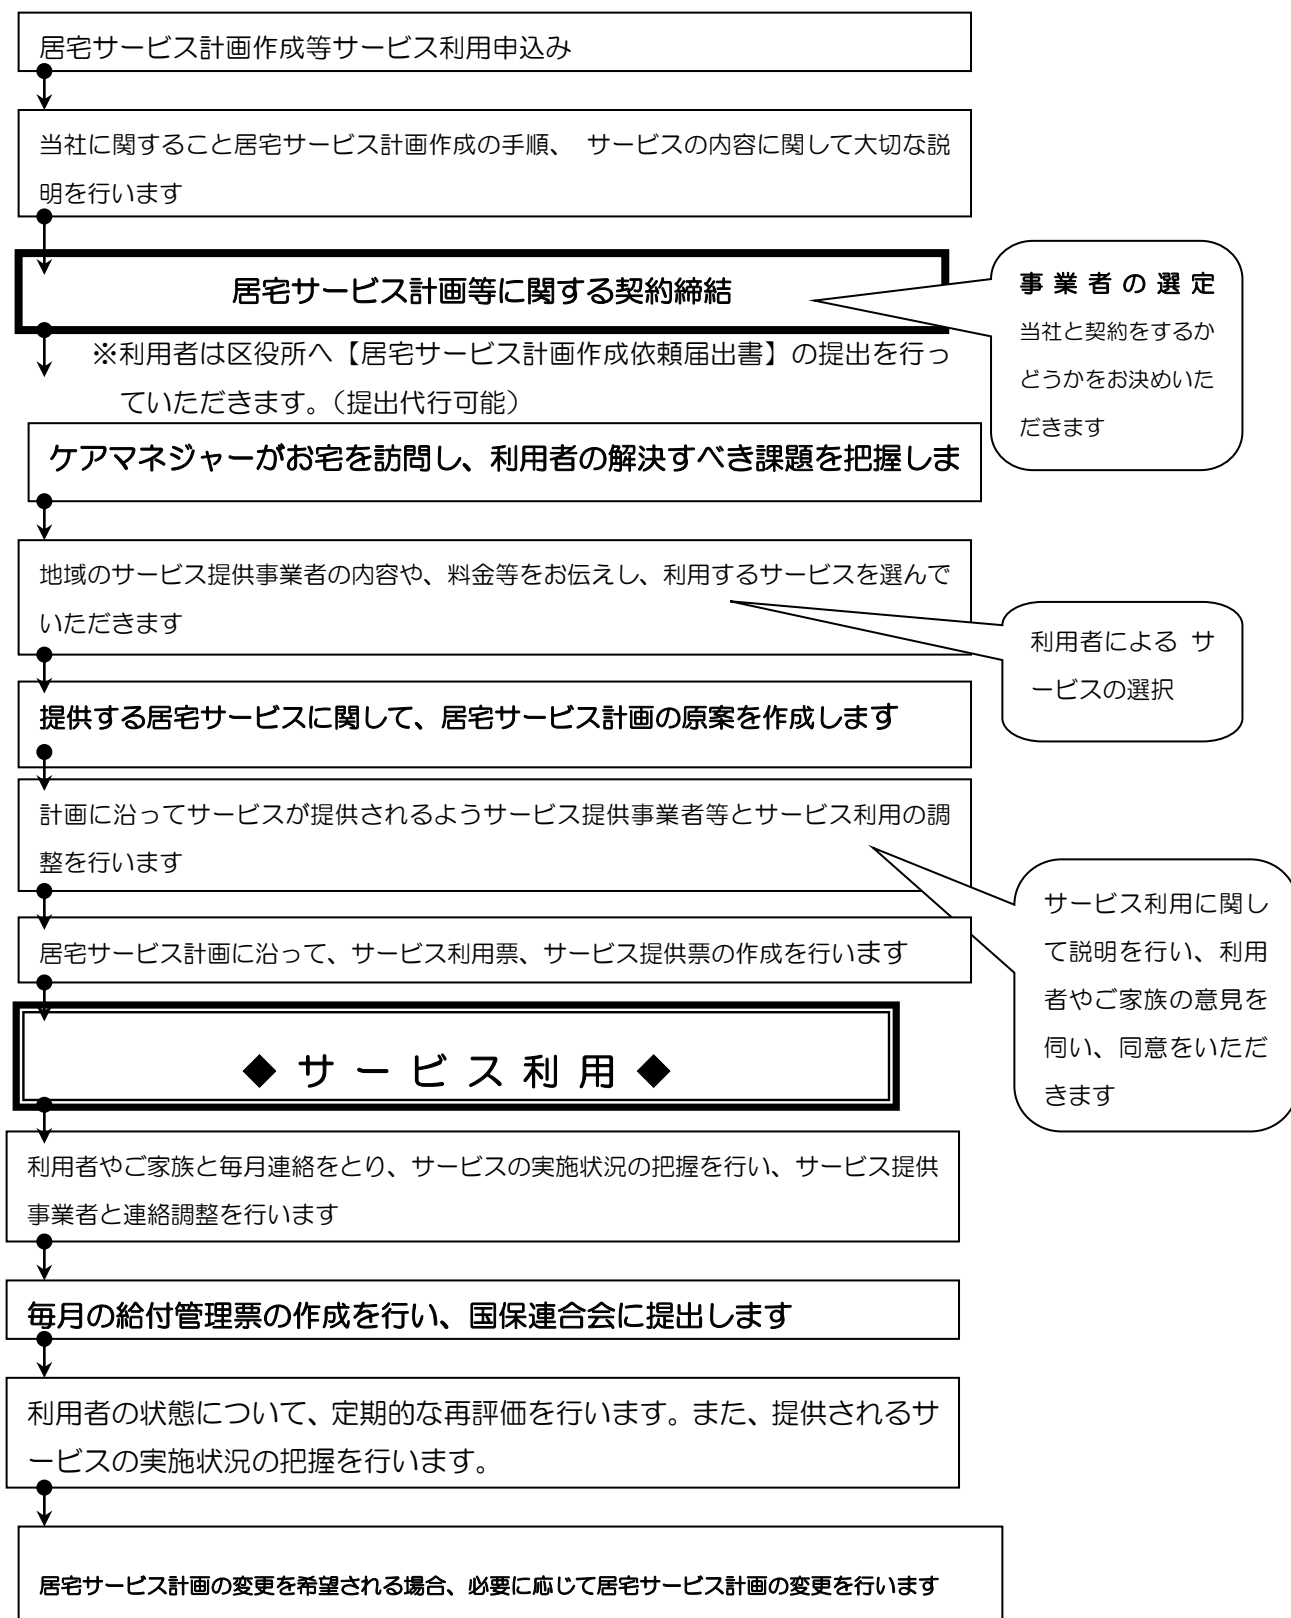 居宅サービス計画作成等サービス利用申込み
当社に関すること居宅サービス計画作成の手順、 サービスの内容に関して大切な説
明を行います
居宅サービス計画等に関する契約締結
事業者の選定
当社と契約をするか
どうかをお決めいた
だきます
※利用者は区役所へ【居宅サービス計画作成依頼届出書】の提出を行っ
ていただきます。（提出代行可能）
ケアマネジャーがお宅を訪問し、利用者の解決すべき課題を把握しま
地域のサービス提供事業者の内容や、料金等をお伝えし、利用するサービスを選んで
いただきます
利用者による サ
ービスの選択
提供する居宅サービスに関して、居宅サービス計画の原案を作成します
計画に沿ってサービスが提供されるようサービス提供事業者等とサービス利用の調
整を行います
サービス利用に関し
て説明を行い、利用
者やご家族の意見を
伺い、同意をいただ
きます
居宅サービス計画に沿って、サービス利用票、サービス提供票の作成を行います
◆ サ ー ビ ス 利 用 ◆
利用者やご家族と毎月連絡をとり、サービスの実施状況の把握を行い、サービス提供
事業者と連絡調整を行います
毎月の給付管理票の作成を行い、国保連合会に提出します
利用者の状態について、定期的な再評価を行います。また、提供されるサ
ービスの実施状況の把握を行います。
居宅サービス計画の変更を希望される場合、必要に応じて居宅サービス計画の変更を行います